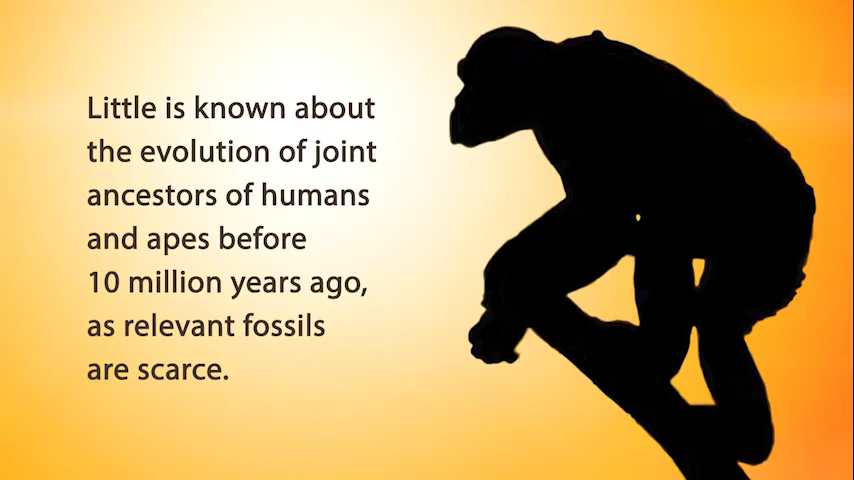 Little is known about
the evolution of joint
ancestors of humans
and apes before
10 million years ago,
as relevant fossils
are scarce.